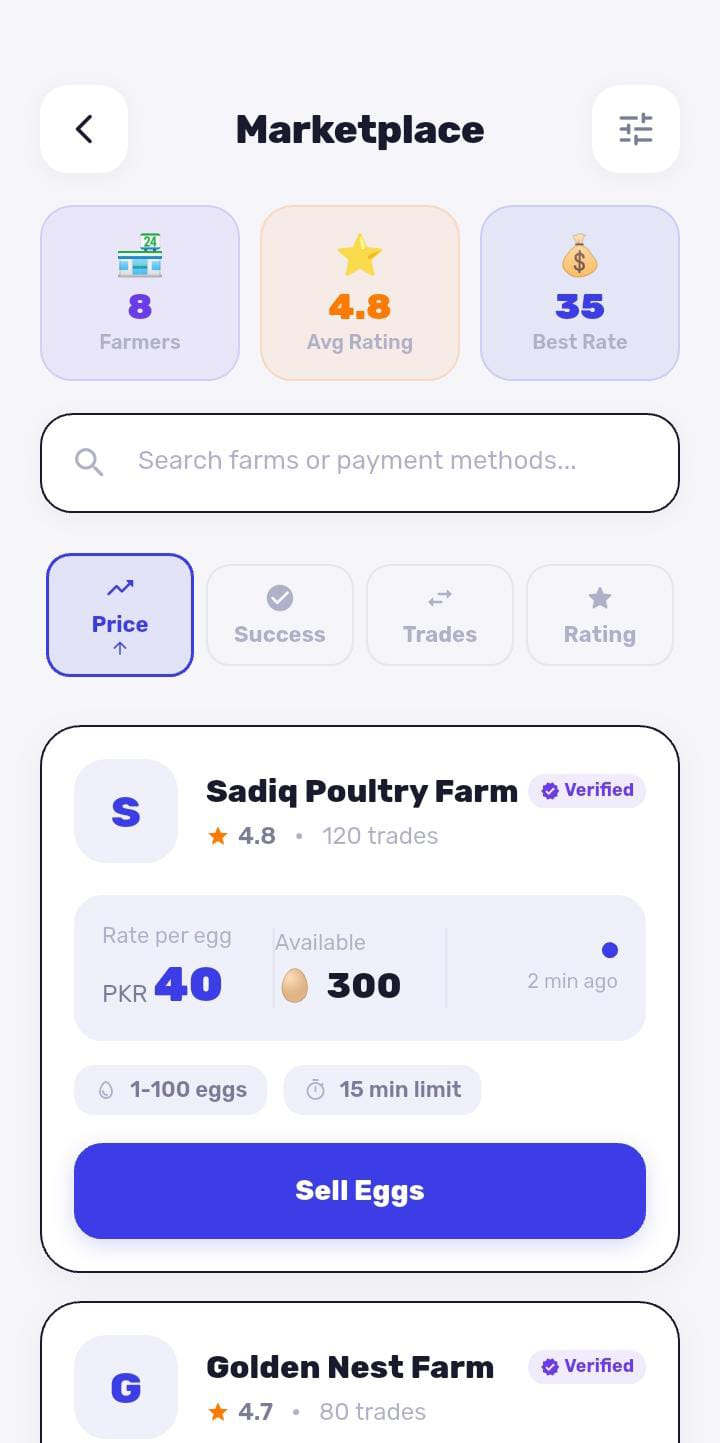 Marketplace
24
8
Farmers
4.8
Avg Rating
$
35
Best Rate
Search farms or payment methods...
Price
Success
Trades
Rating
S
Sadiq Poultry Farm
Verified
4.8 • 120 trades
Rate per egg
PKR 40
Available
300
2 min ago
1-100 eggs
15 min limit
Sell Eggs
G
Golden Nest Farm
Verified
4.7 • 80 trades